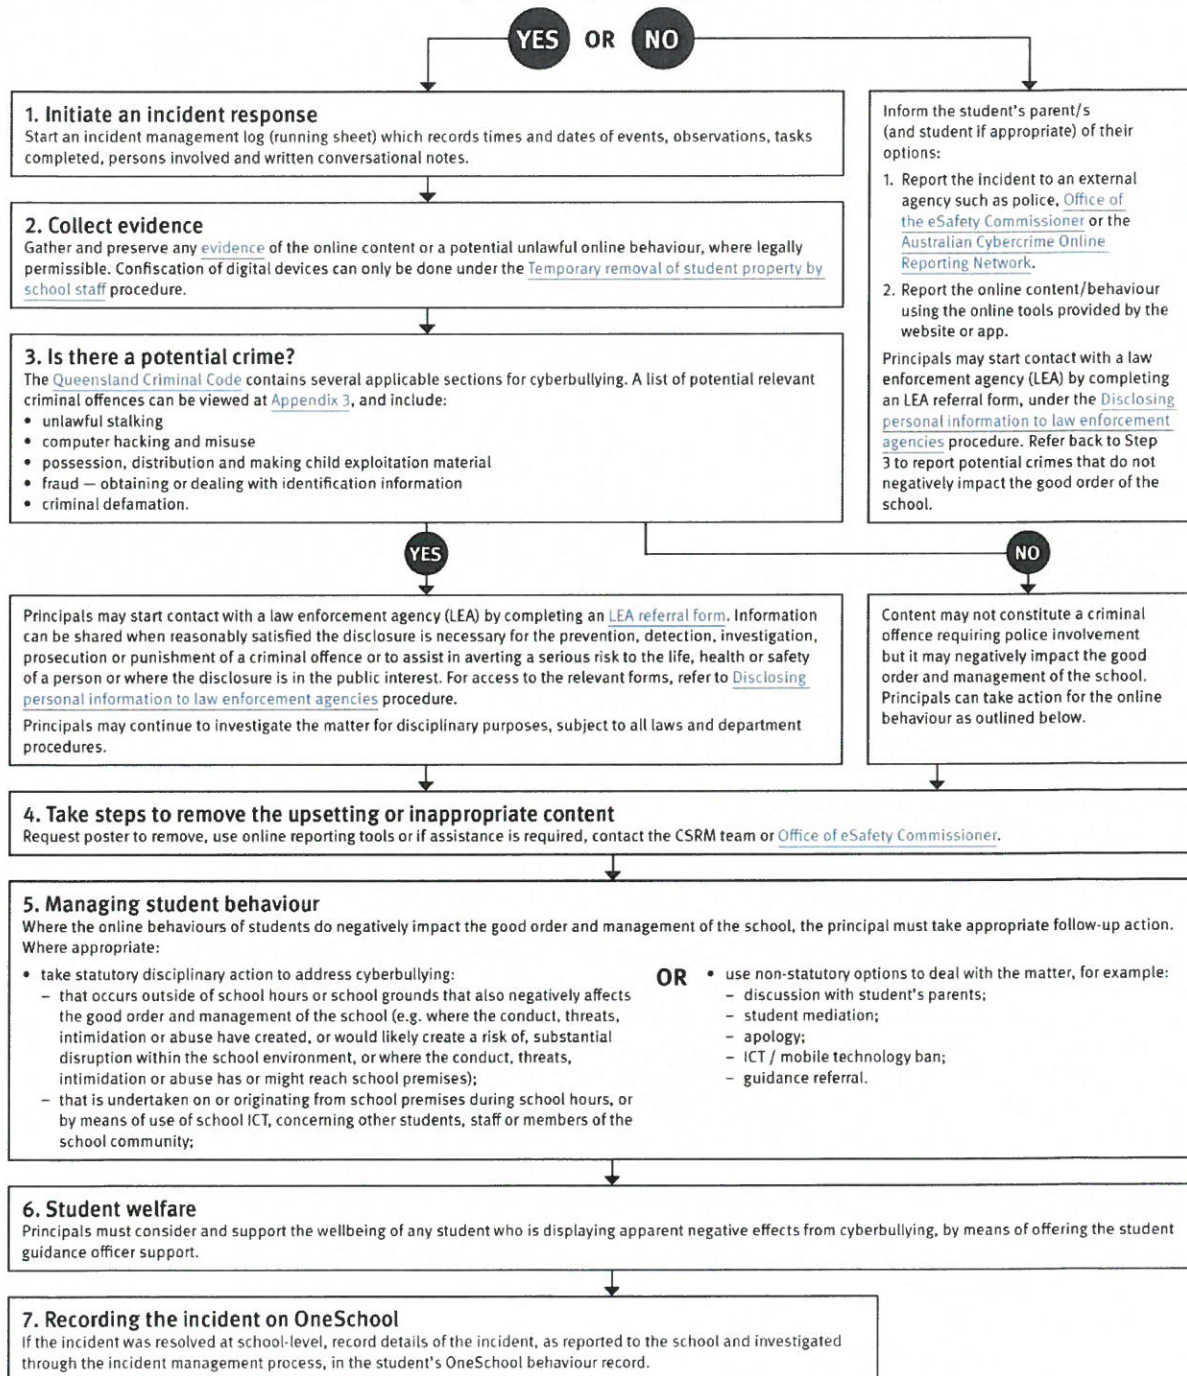 YES OR NO
1. Initiate an incident response
Start an incident management log (running sheet) which records times and dates of events, observations, tasks
completed, persons involved and written conversational notes.
Inform the student's parent/s
(and student if appropriate) of their
options:
1. Report the incident to an external
agency such as police, Office of
the eSafety Commissioner or the
Australian Cybercrime Online
Reporting Network.
2. Report the online content/behaviour
using the online tools provided by the
website or app.
Principals may start contact with a law
enforcement agency (LEA) by completing
an LEA referral form, under the Disclosing
personal information to law enforcement
agencies procedure. Refer back to Step
3 to report potential crimes that do not
negatively impact the good order of the
school.
2. Collect evidence
Gather and preserve any evidence of the online content or a potential unlawful online behaviour, where legally
permissible. Confiscation of digital devices can only be done under the Temporary removal of student property by
school staff procedure.
3. Is there a potential crime?
The Queensland Criminal Code contains several applicable sections for cyberbullying. A list of potential relevant
criminal offences can be viewed at Appendix 3, and include:
• unlawful stalking
• computer hacking and misuse
• possession, distribution and making child exploitation material
• fraud — obtaining or dealing with identification information
• criminal defamation.
YES
NO
Principals may start contact with a law enforcement agency (LEA) by completing an LEA referral form. Information
can be shared when reasonably satisfied the disclosure is necessary for the prevention, detection, investigation,
prosecution or punishment of a criminal offence or to assist in averting a serious risk to the life, health or safety
of a person or where the disclosure is in the public interest. For access to the relevant forms, refer to Disclosing
personal information to law enforcement agencies procedure.
Principals may continue to investigate the matter for disciplinary purposes, subject to all laws and department
procedures.
Content may not constitute a criminal
offence requiring police involvement
but it may negatively impact the good
order and management of the school.
Principals can take action for the online
behaviour as outlined below.
4. Take steps to remove the upsetting or inappropriate content
Request poster to remove, use online reporting tools or if assistance is required, contact the CSRM team or Office of eSafety Commissioner.
5. Managing student behaviour
Where the online behaviours of students do negatively impact the good order and management of the school, the principal must take appropriate follow-up action.
Where appropriate:
• take statutory disciplinary action to address cyberbullying:
– that occurs outside of school hours or school grounds that also negatively affects
the good order and management of the school (e.g. where the conduct, threats,
intimidation or abuse have created, or would likely create a risk of, substantial
disruption within the school environment, or where the conduct, threats,
intimidation or abuse has or might reach school premises);
– that is undertaken on or originating from school premises during school hours, or
by means of use of school ICT, concerning other students, staff or members of the
school community;
OR
• use non-statutory options to deal with the matter, for example:
– discussion with student's parents;
– student mediation;
– apology;
– ICT / mobile technology ban;
– guidance referral.
6. Student welfare
Principals must consider and support the wellbeing of any student who is displaying apparent negative effects from cyberbullying, by means of offering the student
guidance officer support.
7. Recording the incident on OneSchool
If the incident was resolved at school-level, record details of the incident, as reported to the school and investigated
through the incident management process, in the student's OneSchool behaviour record.